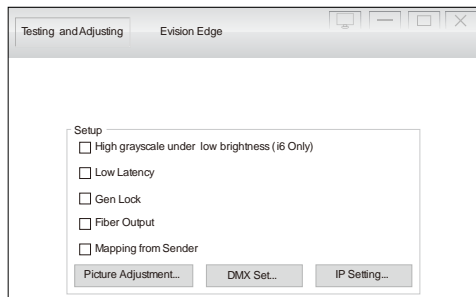 Testing and Adjusting Evision Edge
Setup
High grayscale under low brightness (i6 Only)
Low Latency
Gen Lock
Fiber Output
Mapping from Sender
Picture Adjustment... DMX Set... IP Setting...